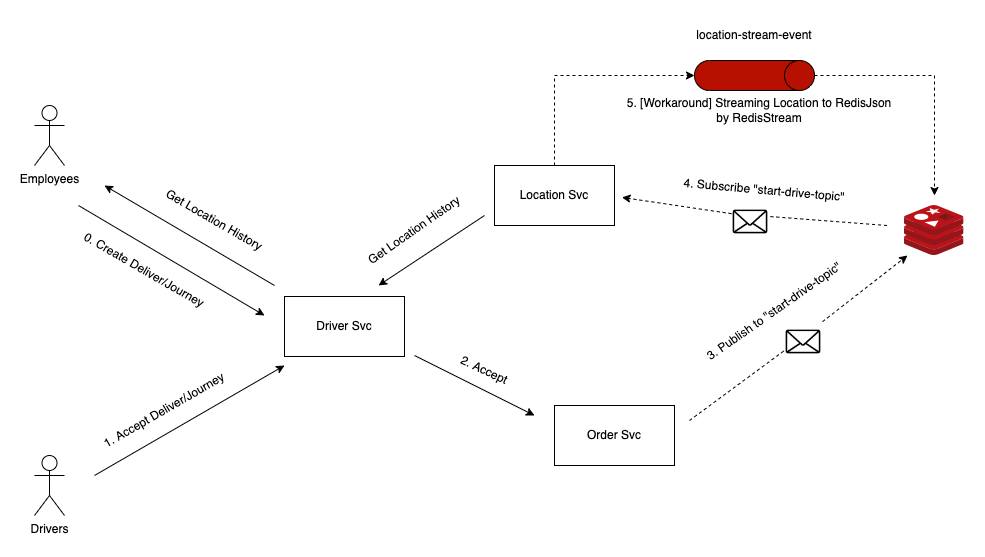 location-stream-event
5. [Workaround] Streaming Location to RedisJson
by RedisStream
Employees
Get Location History
0. Create Deliver/Journey
Location Svc
4. Subscribe "start-drive-topic"
Get Location History
Driver Svc
3. Publish to "start-drive-topic"
2. Accept
1. Accept Deliver/Journey
Order Svc
Drivers